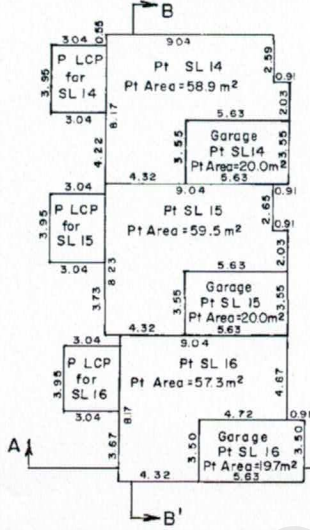 B
3.04
0.55
9.04
2.59
3.95
P LCP
for
SL 14
Pt SL 14
Pt Area=58.9 m²
0.91
2.03
3.04
8.17
5.63
4.22
3.55
Garage
Pt SL14
Pt Area=20.0m²
3.55
4.32
5.63
3.04
9.04
0.91
2.65
3.95
P LCP
for
SL 15
Pt SL 15
Pt Area=59.5 m²
0.91
2.03
3.04
8.23
5.63
3.73
3.55
Garage
Pt SL 15
Pt Area=20.0m²
3.55
4.32
5.63
3.04
9.04
3.95
P LCP
for
SL 16
Pt SL 16
Pt Area=57.3m²
4.67
3.04
8.17
4.72
0.91
3.67
3.50
Garage
Pt SL 16
Pt Area=19.7m²
3.50
A
4.32
5.63
B'